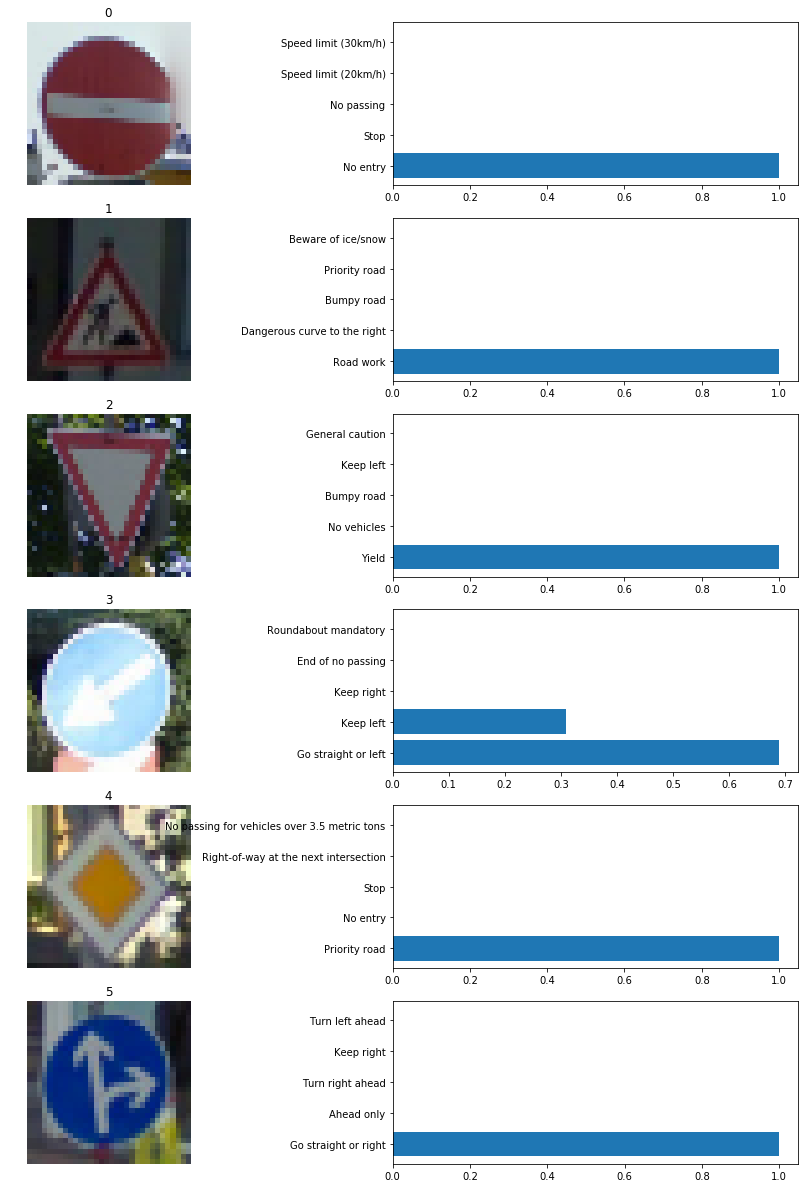 0
Speed limit (30km/h)
Speed limit (20km/h)
No passing
Stop
No entry
0.0 0.2 0.4 0.6 0.8 1.0
1
Beware of ice/snow
Priority road
Bumpy road
Dangerous curve to the right
Road work
0.0 0.2 0.4 0.6 0.8 1.0
2
General caution
Keep left
Bumpy road
No vehicles
Yield
0.0 0.2 0.4 0.6 0.8 1.0
3
Roundabout mandatory
End of no passing
Keep right
Keep left
Go straight or left
0.0 0.1 0.2 0.3 0.4 0.5 0.6 0.7
4
No passing for vehicles over 3.5 metric tons
Right-of-way at the next intersection
Stop
No entry
Priority road
0.0 0.2 0.4 0.6 0.8 1.0
5
Turn left ahead
Keep right
Turn right ahead
Ahead only
Go straight or right
0.0 0.2 0.4 0.6 0.8 1.0